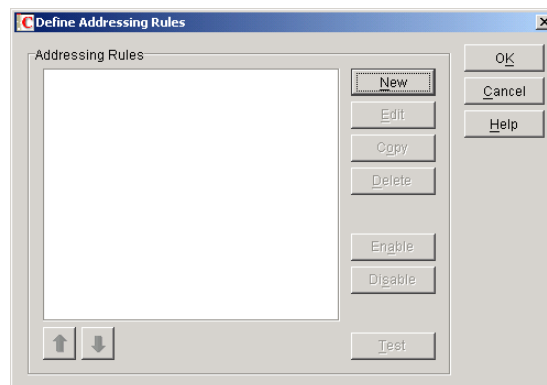 Define Addressing Rules
Addressing Rules
New
Edit
Copy
Delete
Enable
Disable
Test
OK
Cancel
Help